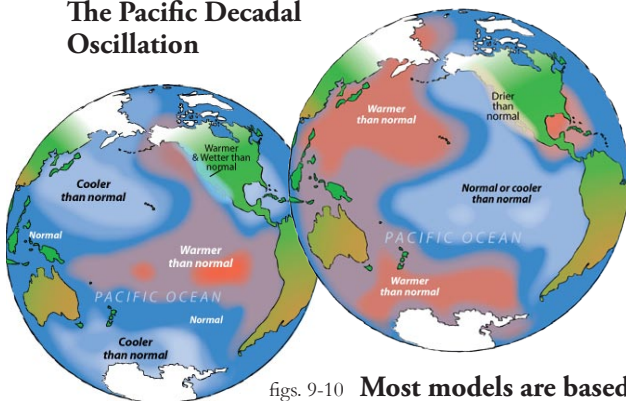 The Pacific Decadal
Oscillation
Warmer
& Wetter than
normal
Cooler
than normal
Normal
Warmer
than normal
PACIFIC OCEAN
Normal
Cooler
than normal
Warmer
than normal
Drier
than
normal
Normal or cooler
than normal
PACIFIC OCEAN
Warmer
than normal
figs. 9-10 Most models are based